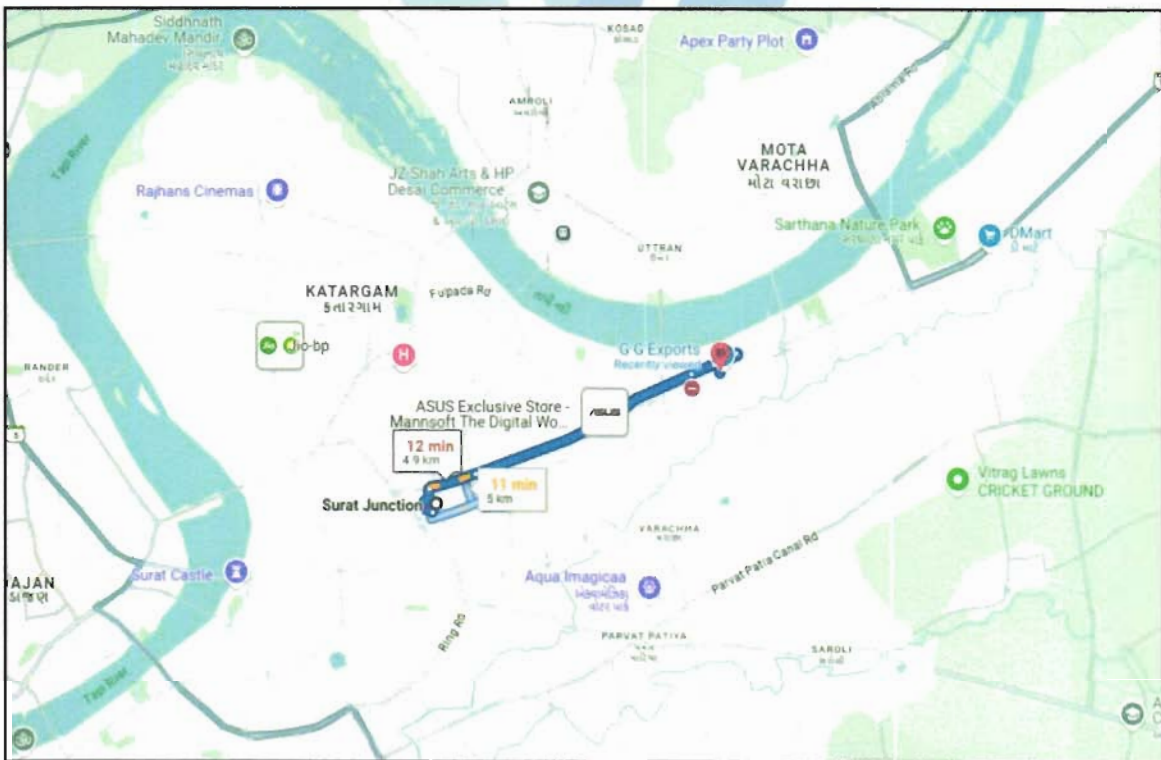 Siddhnath
Mahadev Mandir
KOSAD
Apex Party Plot
AMROLI
Abrama Rd
Tapi River
MOTA
VARACHHA
મોટા વરાછા
Rajhans Cinemas
JZ Shah Arts & HP
Desai Commerce
Sarthana Nature Park
DMart
ડી માર્ટ
UTTRAN
KATARGAM
કતારગામ
Fulpada Rd
Jio-bp
H
G G Exports
Recently viewed
RANDER
ASUS
ASUS Exclusive Store -
Mannsoft The Digital Wo...
12 min
4.9 km
11 min
5 km
Surat Junction
Vitrag Lawns
CRICKET GROUND
VARACHHA
Parvat Patia Canal Rd
Surat Castle
Aqua Imagicaa
AJAN
Ring Rd
PARVAT PATIYA
SAROLI
Tapi River